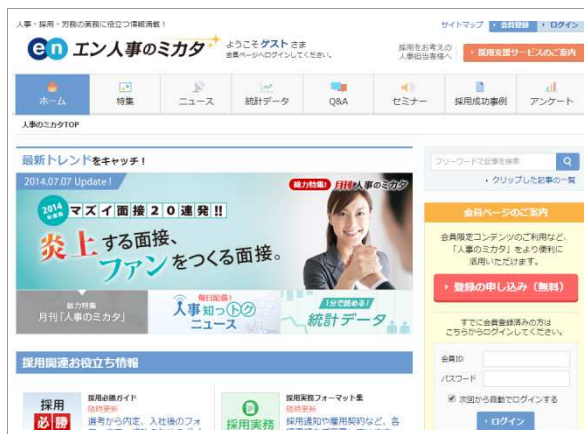 人事・採用・労務の実務に役立つ情報満載!
サイトマップ
会員登録
ログイン
en エン人事のミカタ
ようこそゲストさま
会員ページへログインしてください。
採用をお考えの
人事担当者様へ
採用支援サービスのご案内
ホーム
特集
ニュース
統計データ
Q&A
セミナー
採用成功事例
アンケート
人事のミカタTOP
最新トレンドをキャッチ!
2014.07.07 Update!
総力特集! 月刊人事のミカタ
2014
マズイ面接20連発!!
炎上する面接、
ファンをつくる面接。
総力特集
月刊「人事のミカタ」
毎日配信!
人事知っトク
ニュース
1分で読める!
統計データ
採用関連お役立ち情報
採用
必勝
採用必勝ガイド
随時更新
選考から内定、入社後のフォ
採用実務
採用実務フォーマット集
随時更新
採用通知や雇用契約など、各
フリーワードで記事を検索
クリップした記事の一覧
会員ページのご案内
会員限定コンテンツのご利用など、
「人事のミカタ」をより便利に
活用いただけます。
登録の申し込み(無料)
すでに会員登録済みの方は
こちらからログインしてください。
会員ID
パスワード
次回から自動でログインする
ログイン